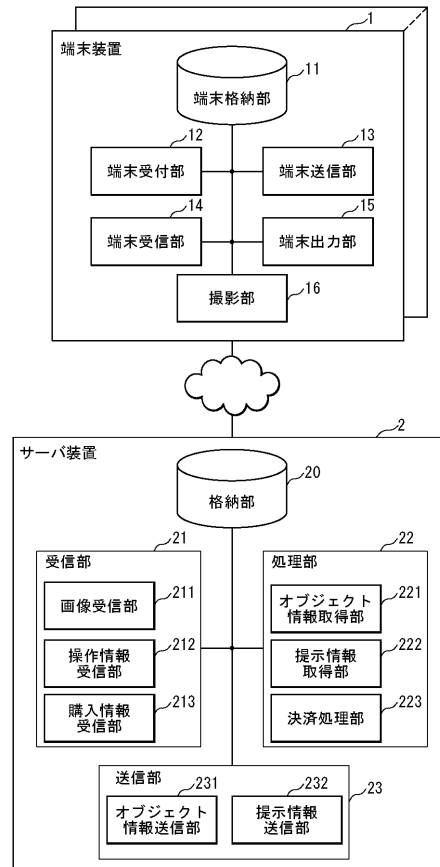 1
端末装置
11
端末格納部
12
13
端末受付部
端末送信部
14
15
端末受信部
端末出力部
撮影部
16
2
サーバ装置
20
格納部
21
22
受信部
処理部
211
画像受信部
221
オブジェクト
情報取得部
212
操作情報
受信部
222
提示情報
取得部
213
購入情報
受信部
223
決済処理部
送信部
231
232
23
オブジェクト
情報送信部
提示情報
送信部